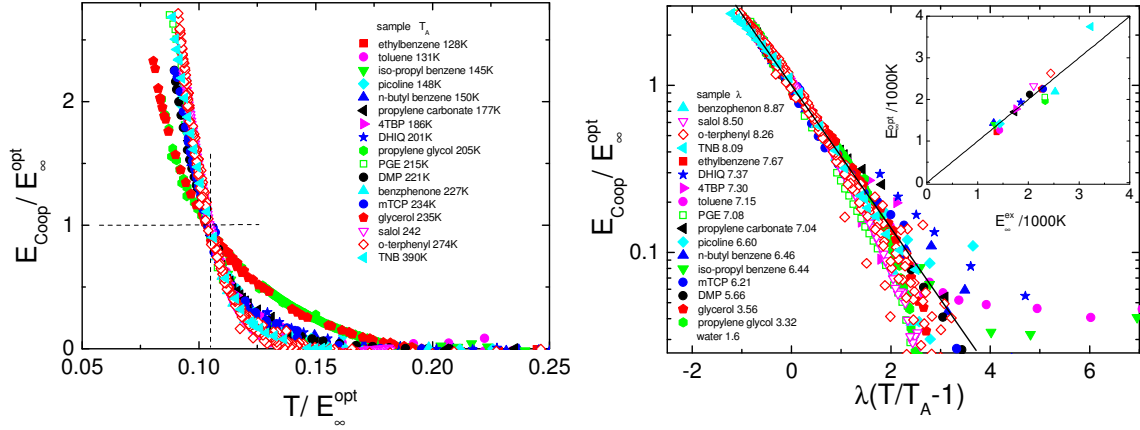 E_Coop / E_∞^opt
2
1
0
0.05
0.10
0.15
0.20
0.25
T / E_∞^opt
sample T_A
ethylbenzene 128K
toluene 131K
iso-propyl benzene 145K
picoline 148K
n-butyl benzene 150K
propylene carbonate 177K
4TBP 186K
DHIQ 201K
propylene glycol 205K
PGE 215K
DMP 221K
benzphenone 227K
mTCP 234K
glycerol 235K
salol 242
o-terphenyl 274K
TNB 390K
E_Coop / E_∞^opt
1
0.1
-2
0
2
4
6
λ(T/T_A-1)
sample λ
benzophenon 8.87
salol 8.50
o-terphenyl 8.26
TNB 8.09
ethylbenzene 7.67
DHIQ 7.37
4TBP 7.30
toluene 7.15
PGE 7.08
propylene carbonate 7.04
picoline 6.60
n-butyl benzene 6.46
iso-propyl benzene 6.44
mTCP 6.21
DMP 5.66
glycerol 3.56
propylene glycol 3.32
water 1.6
E_∞^opt /1000K
4
3
2
1
0
0
1
2
3
4
E_∞^ex /1000K